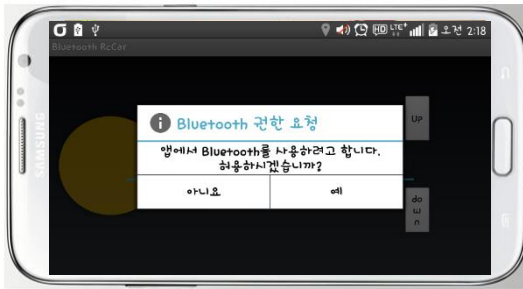 오전 2:18
Bluetooth RcCar
Bluetooth 권한 요청
앱에서 Bluetooth를 사용하려고 합니다.
허용하시겠습니까?
아니요
예
UP
do
w
n
SAMSUNG
HD
LTE+